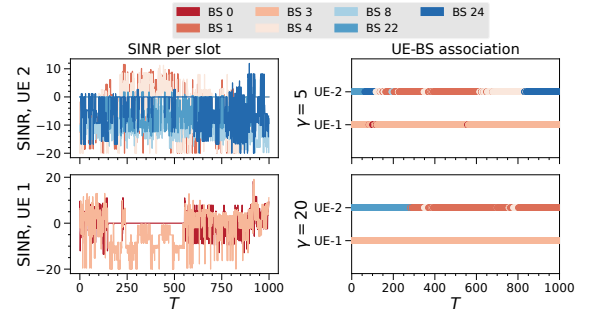 BS 0 BS 3 BS 8 BS 24
BS 1 BS 4 BS 22
SINR per slot
UE-BS association
SINR, UE 2
10
0
−10
−20
UE-2
UE-1
γ = 5
SINR, UE 1
20
0
−20
0 250 500 750 1000
T
UE-2
UE-1
γ = 20
0 200 400 600 800 1000
T